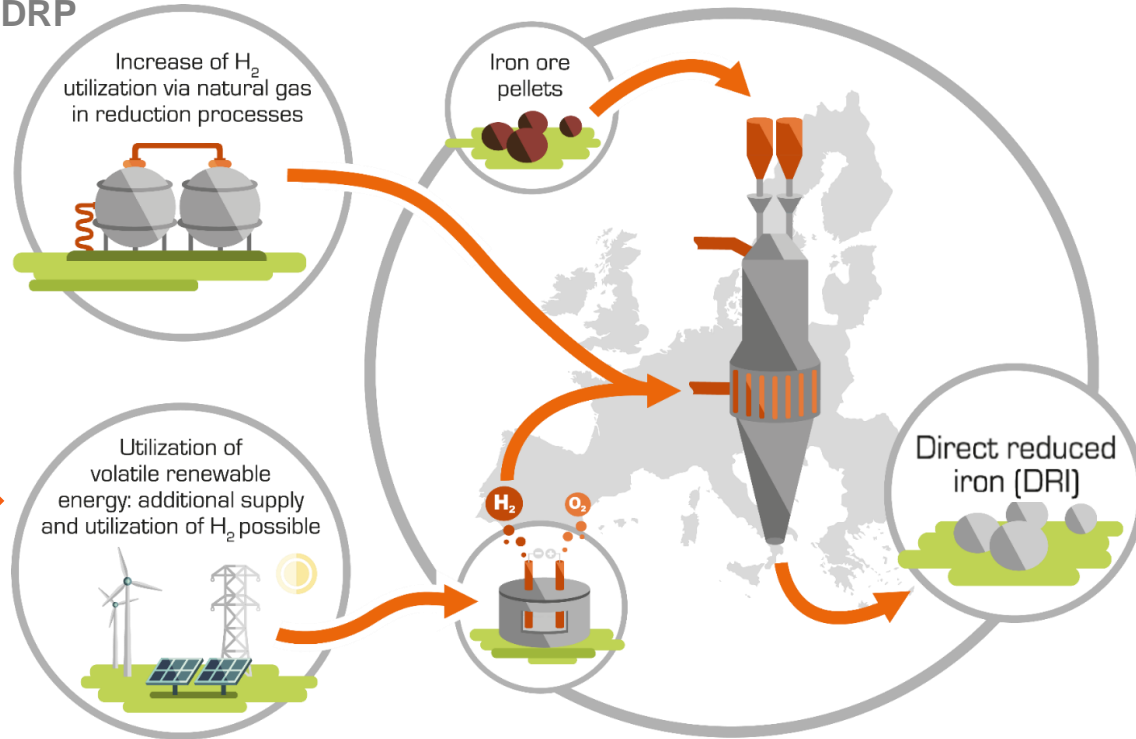 DRP
Increase of H₂
utilization via natural gas
in reduction processes
Iron ore
pellets
Utilization of
volatile renewable
energy: additional supply
and utilization of H₂ possible
H₂
O₂
Direct reduced
iron (DRI)